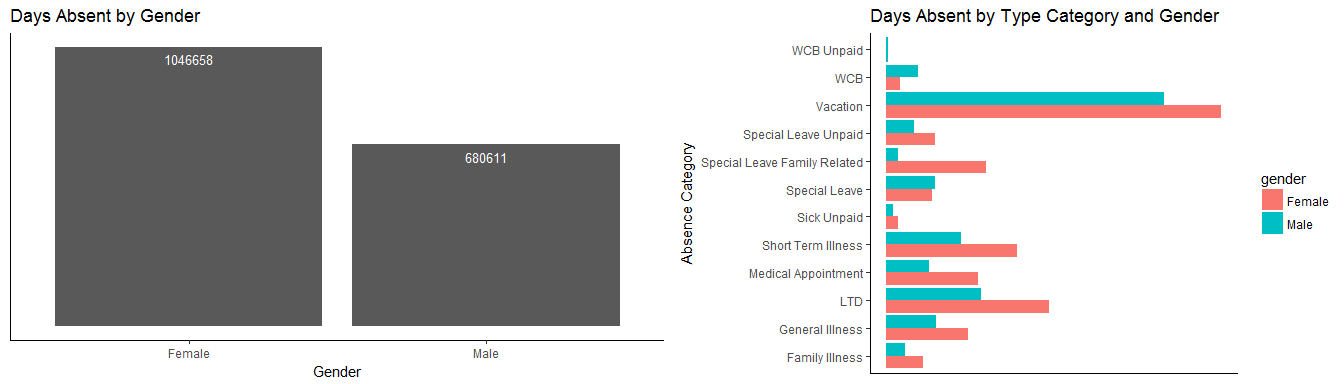 Days Absent by Gender
1046658
680611
Female
Male
Gender
Days Absent by Type Category and Gender
Absence Category
WCB Unpaid
WCB
Vacation
Special Leave Unpaid
Special Leave Family Related
Special Leave
Sick Unpaid
Short Term Illness
Medical Appointment
LTD
General Illness
Family Illness
gender
Female
Male